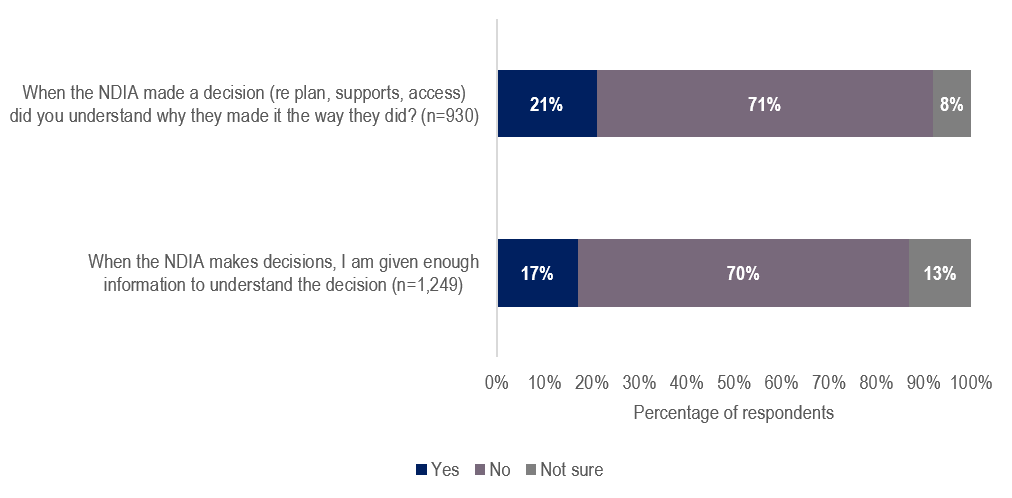 When the NDIA made a decision (re plan, supports, access)
did you understand why they made it the way they did? (n=930)
21% 71% 8%
When the NDIA makes decisions, I am given enough
information to understand the decision (n=1,249)
17% 70% 13%
0% 10% 20% 30% 40% 50% 60% 70% 80% 90% 100%
Percentage of respondents
Yes No Not sure